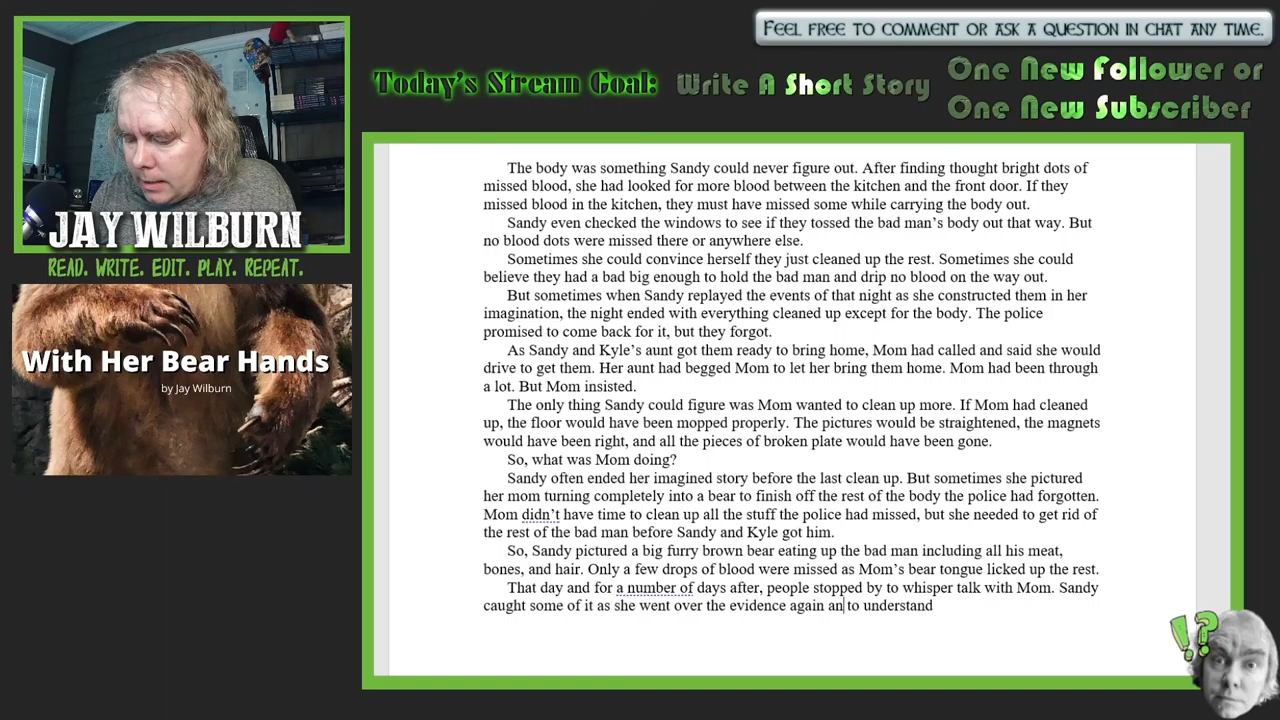 FEEL FREE TO COMMENT OR ASK A QUESTION IN CHAT ANY TIME.
Today's Stream Goal:
Write A Short Story
One New Follower or
One New Subscriber
JAY WILBURN
READ. WRITE. EDIT. PLAY. REPEAT.
With Her Bear Hands
by Jay Wilburn
The body was something Sandy could never figure out. After finding thought bright dots of
missed blood, she had looked for more blood between the kitchen and the front door. If they
missed blood in the kitchen, they must have missed some while carrying the body out.
Sandy even checked the windows to see if they tossed the bad man's body out that way. But
no blood dots were missed there or anywhere else.
Sometimes she could convince herself they just cleaned up the rest. Sometimes she could
believe they had a bad big enough to hold the bad man and drip no blood on the way out.
But sometimes when Sandy replayed the events of that night as she constructed them in her
imagination, the night ended with everything cleaned up except for the body. The police
promised to come back for it, but they forgot.
As Sandy and Kyle's aunt got them ready to bring home, Mom had called and said she would
drive to get them. Her aunt had begged Mom to let her bring them home. Mom had been through
a lot. But Mom insisted.
The only thing Sandy could figure was Mom wanted to clean up more. If Mom had cleaned
up, the floor would have been mopped properly. The pictures would be straightened, the magnets
would have been right, and all the pieces of broken plate would have been gone.
So, what was Mom doing?
Sandy often ended her imagined story before the last clean up. But sometimes she pictured
her mom turning completely into a bear to finish off the rest of the body the police had forgotten.
Mom didn't have time to clean up all the stuff the police had missed, but she needed to get rid of
the rest of the bad man before Sandy and Kyle got him.
So, Sandy pictured a big furry brown bear eating up the bad man including all his meat,
bones, and hair. Only a few drops of blood were missed as Mom's bear tongue licked up the rest.
That day and for a number of days after, people stopped by to whisper talk with Mom. Sandy
caught some of it as she went over the evidence again an to understand
!?